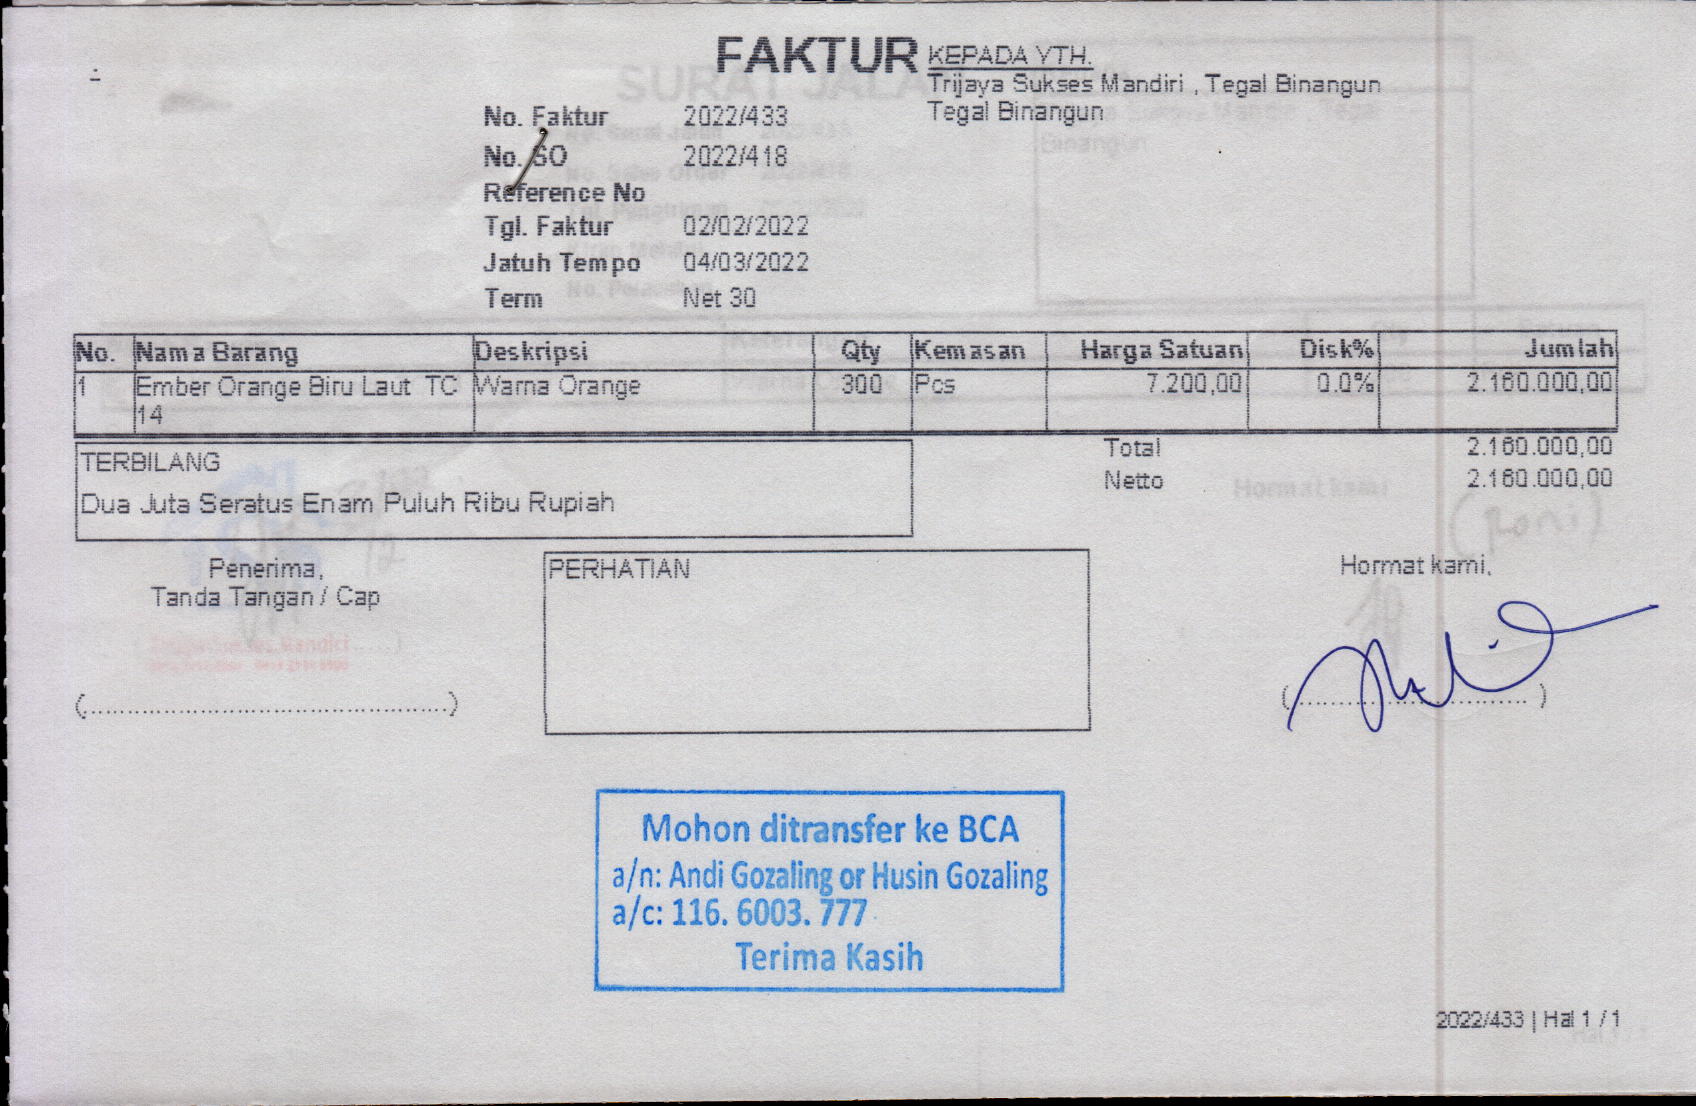 FAKTUR
KEPADA YTH.
Trijaya Sukses Mandiri , Tegal Binangun
Tegal Binangun
No. Faktur 2022/433
No. SO 2022/418
Reference No
Tgl. Faktur 02/02/2022
Jatuh Tempo 04/03/2022
Term Net 30
No. Nama Barang Deskripsi Qty Kemasan Harga Satuan Disk% Jumlah
1 Ember Orange Biru Laut TC Warna Orange 300 Pcs 7.200,00 0.0% 2.160.000,00
14
Total 2.160.000,00
Netto 2.160.000,00
TERBILANG
Dua Juta Seratus Enam Puluh Ribu Rupiah
Penerima,
Tanda Tangan / Cap
PERHATIAN
Hormat kami,
(Roni)
Mohon ditransfer ke BCA
a/n: Andi Gozaling or Husin Gozaling
a/c: 116. 6003. 777
Terima Kasih
2022/433 | Hal 1 / 1